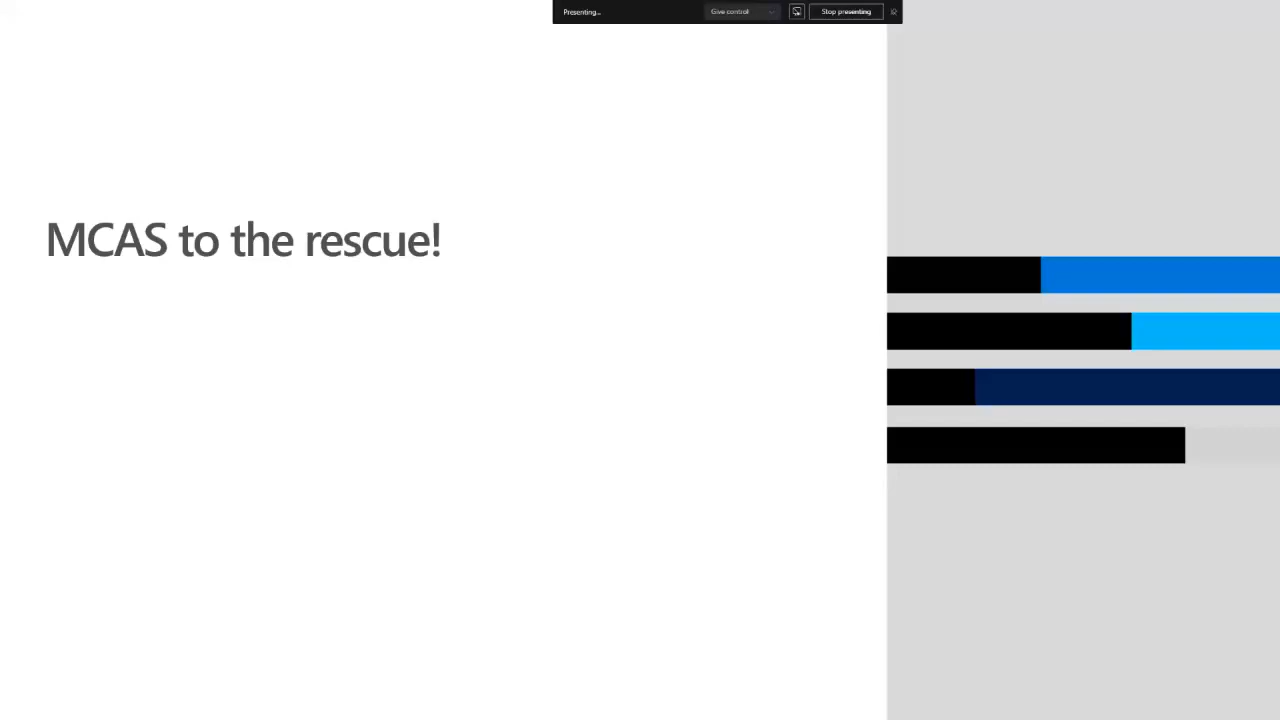 Presenting...
Give control
Stop presenting
MCAS to the rescue!